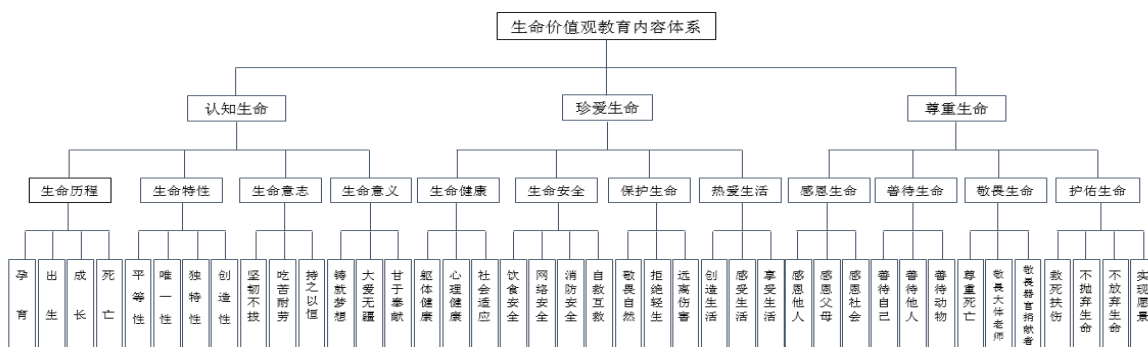 生命价值观教育内容体系
认知生命
珍爱生命
尊重生命
生命历程
生命特性
生命意志
生命意义
生命健康
生命安全
保护生命
热爱生活
感恩生命
善待生命
敬畏生命
护佑生命
孕育
出生
成长
死亡
平等性
唯一性
独特性
创造性
坚韧不拔
吃苦耐劳
持之以恒
铸就梦想
大爱无疆
甘于奉献
躯体健康
心理健康
社会适应
饮食安全
网络安全
消防安全
自救互救
敬畏自然
拒绝轻生
远离伤害
创造生活
感受生活
享受生活
感恩他人
感恩父母
感恩社会
善待自己
善待他人
善待动物
尊重死亡
敬畏大体老师
敬畏器官捐献者
救死扶伤
不抛弃生命
不放弃生命
实现愿景